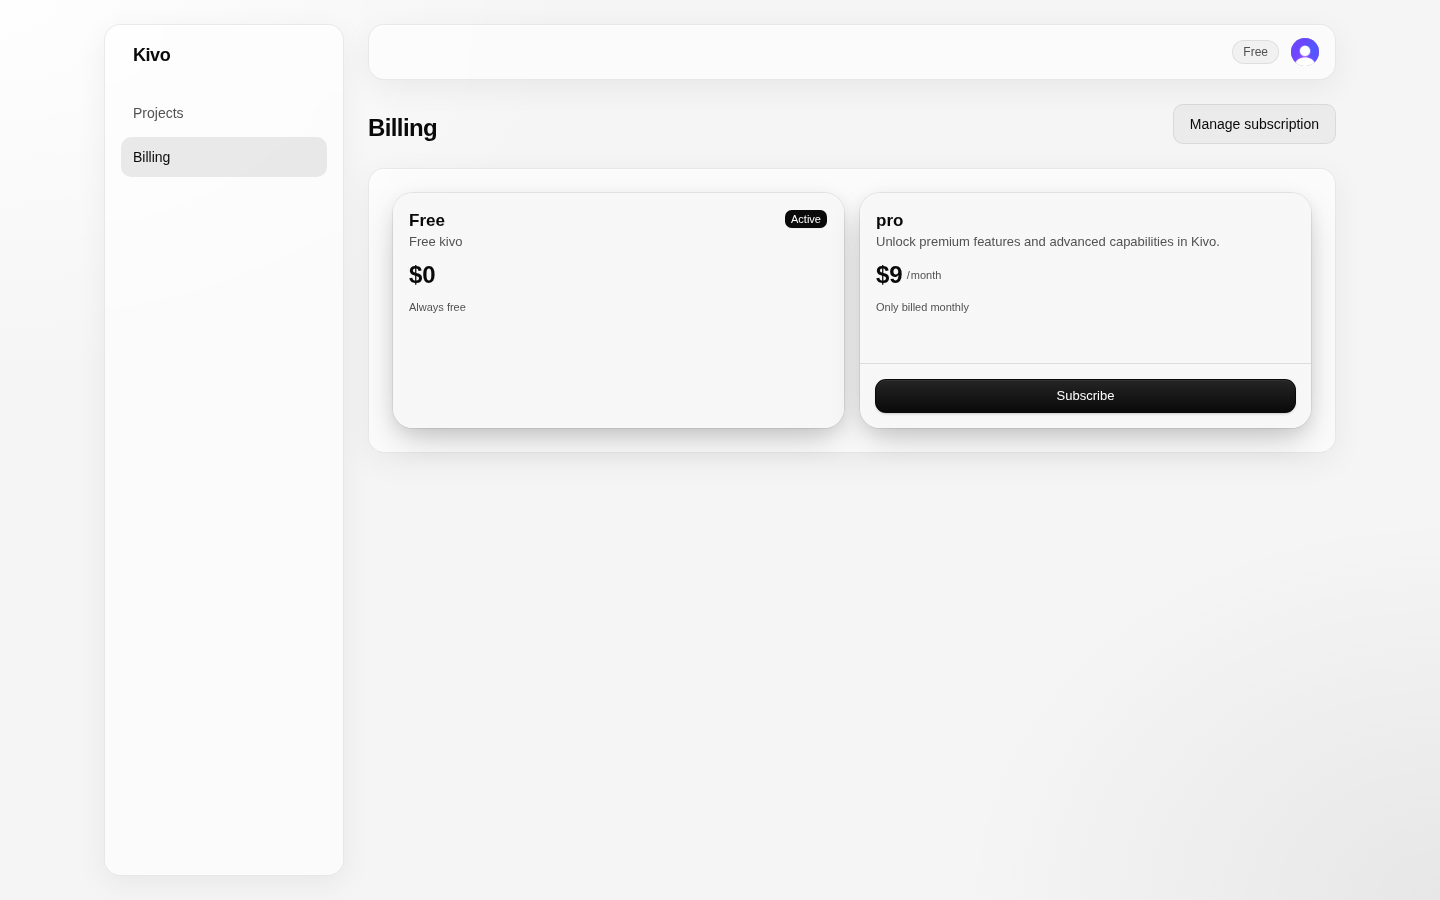 Kivo
Projects
Billing
Free
Billing
Manage subscription
Free
Active
Free kivo
$0
Always free
pro
Unlock premium features and advanced capabilities in Kivo.
$9 /month
Only billed monthly
Subscribe